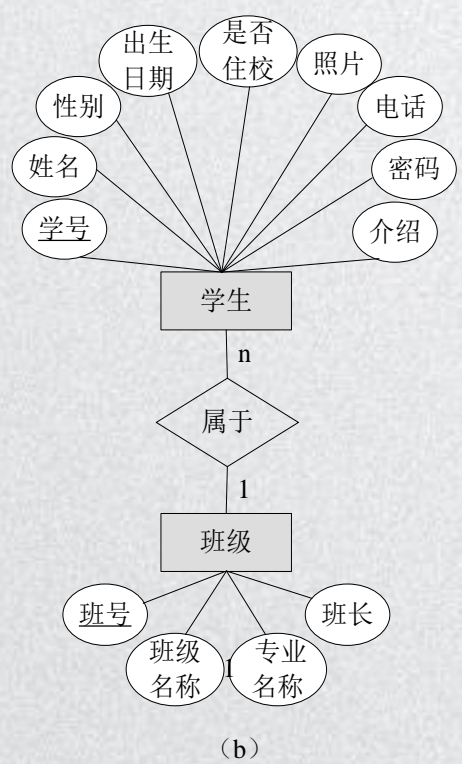 出生
日期
是否
住校
照片
性别
电话
姓名
密码
学号
介绍
学生
n
属于
1
班级
班号
班长
班级
名称
1
专业
名称
（b）